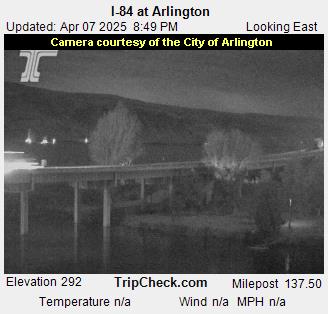 I-84 at Arlington
Updated: Apr 07 2025 8:49 PM Looking East
Camera courtesy of the City of Arlington
Elevation 292 TripCheck.com Milepost 137.50
Temperature n/a Wind n/a MPH n/a